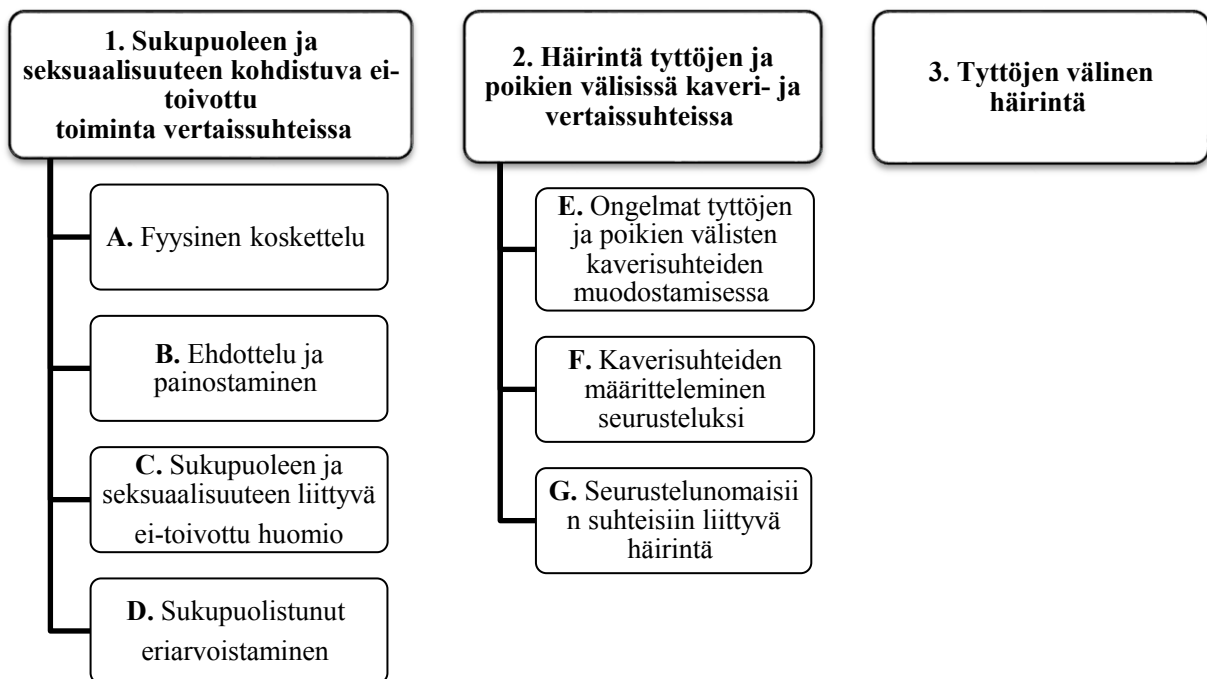 1. Sukupuoleen ja
seksuaalisuuteen kohdistuva ei-
toivottu
toiminta vertaissuhteissa
A. Fyysinen koskettelu
B. Ehdottelu ja
painostaminen
C. Sukupuoleen ja
seksuaalisuuteen liittyvä
ei-toivottu huomio
D. Sukupuolistunut
eriarvoistaminen
2. Häirintä tyttöjen ja
poikien välisissä kaveri- ja
vertaissuhteissa
E. Ongelmat tyttöjen
ja poikien välisten
kaverisuhteiden
muodostamisessa
F. Kaverisuhteiden
määritteleminen
seurusteluksi
G. Seurustelunomaisii
n suhteisiin liittyvä
häirintä
3. Tyttöjen välinen
häirintä